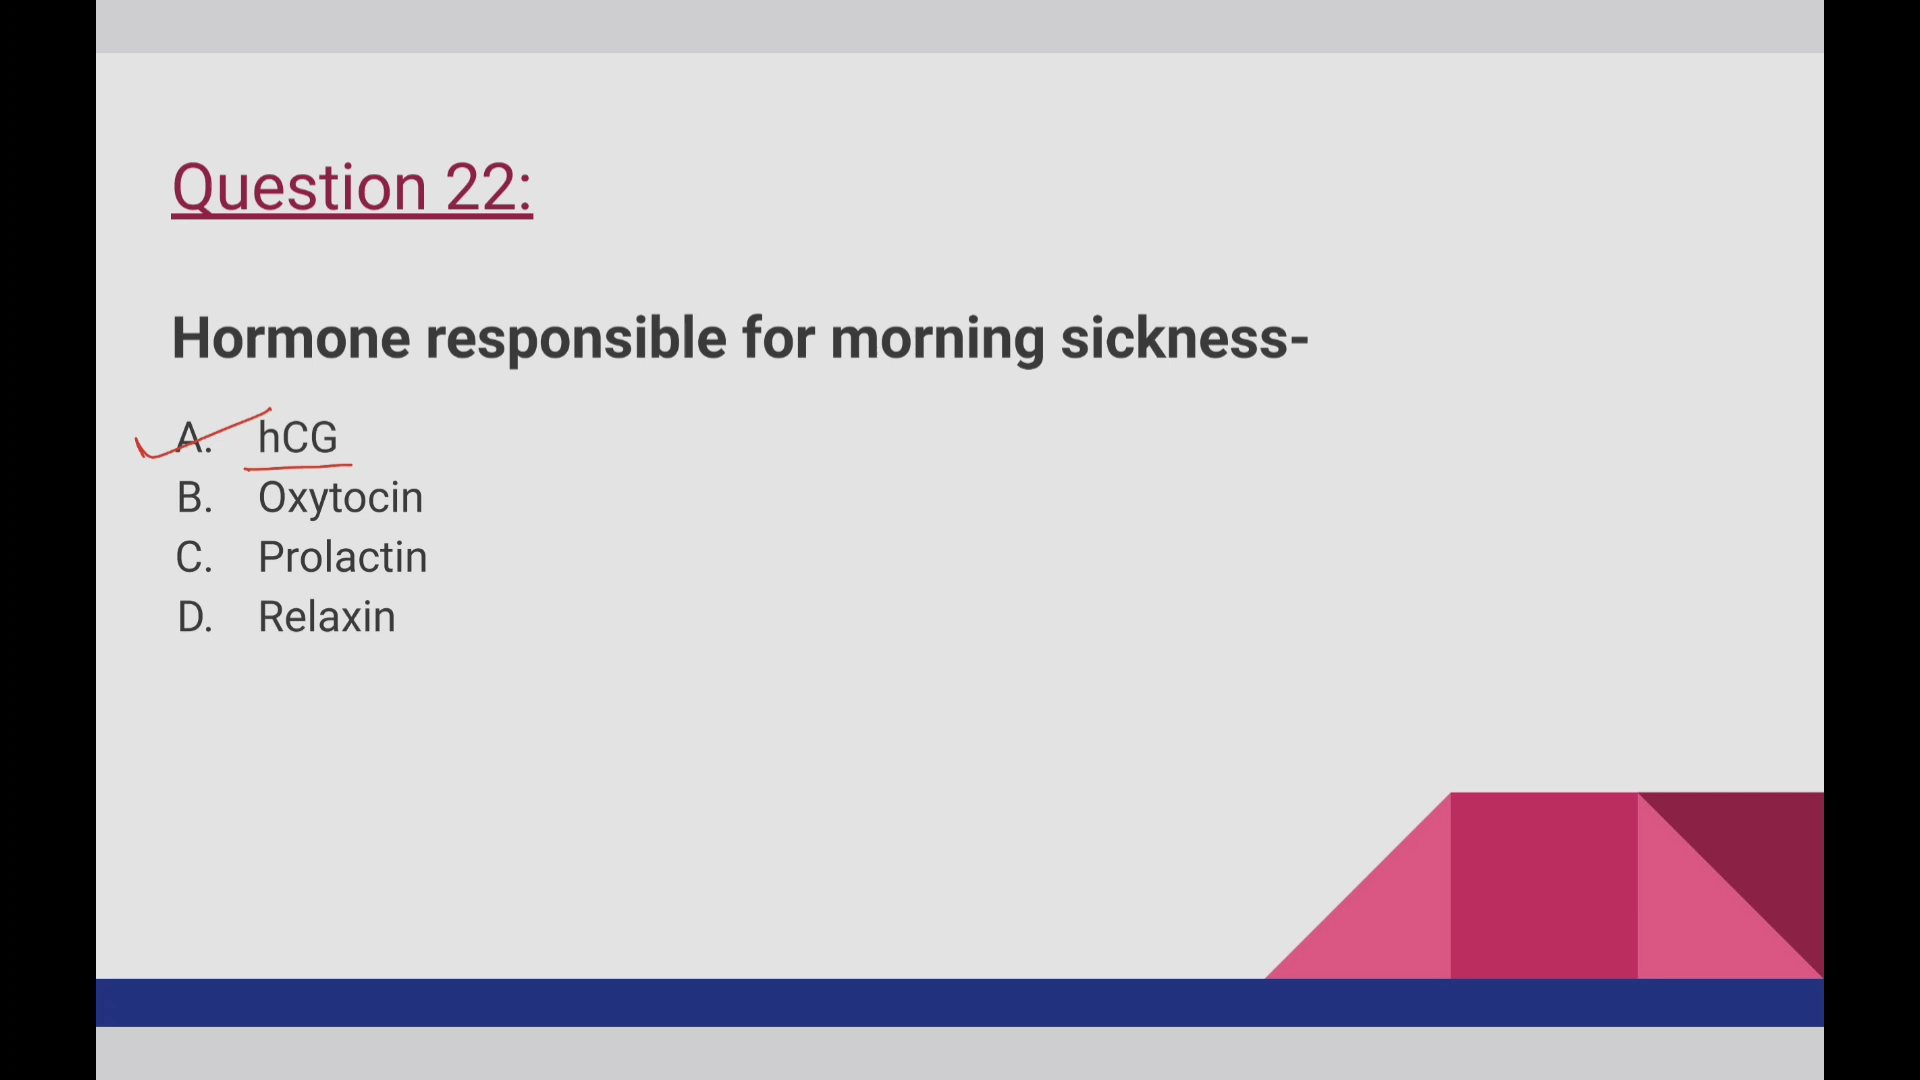 Question 22:
Hormone responsible for morning sickness-
A. hCG
B. Oxytocin
C. Prolactin
D. Relaxin